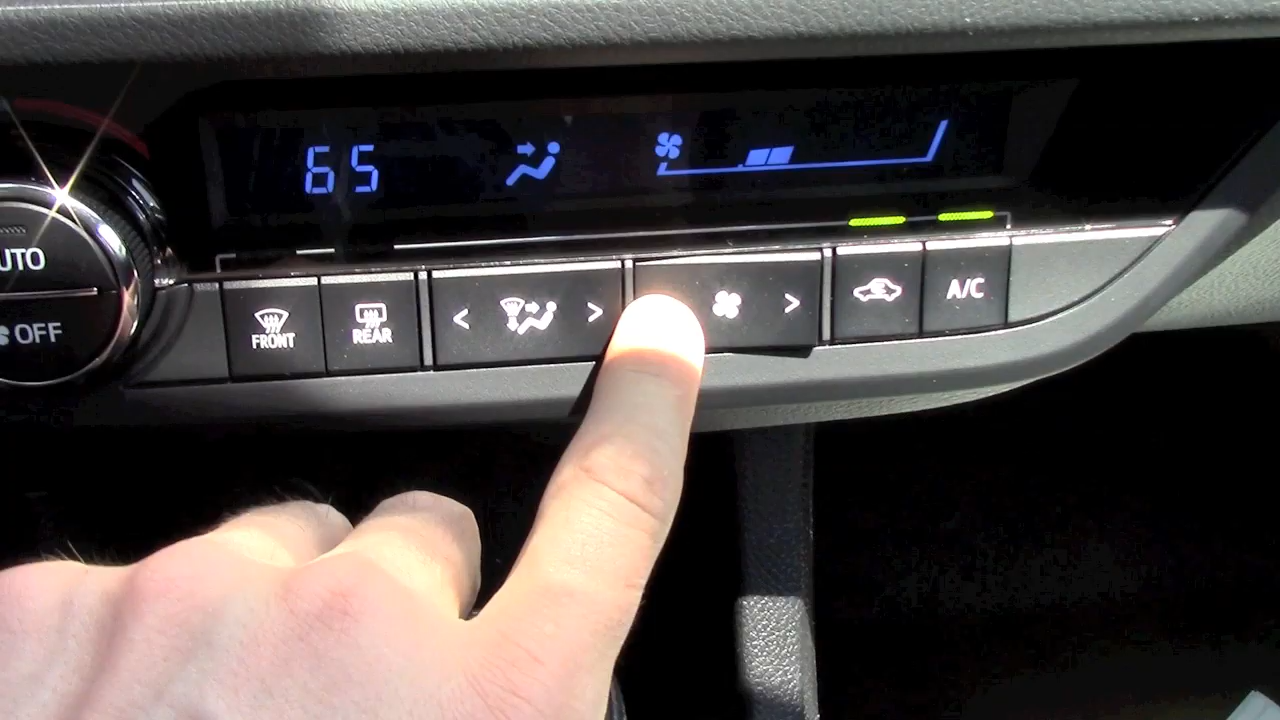 65
AUTO
OFF
FRONT
REAR
< >
>
A/C